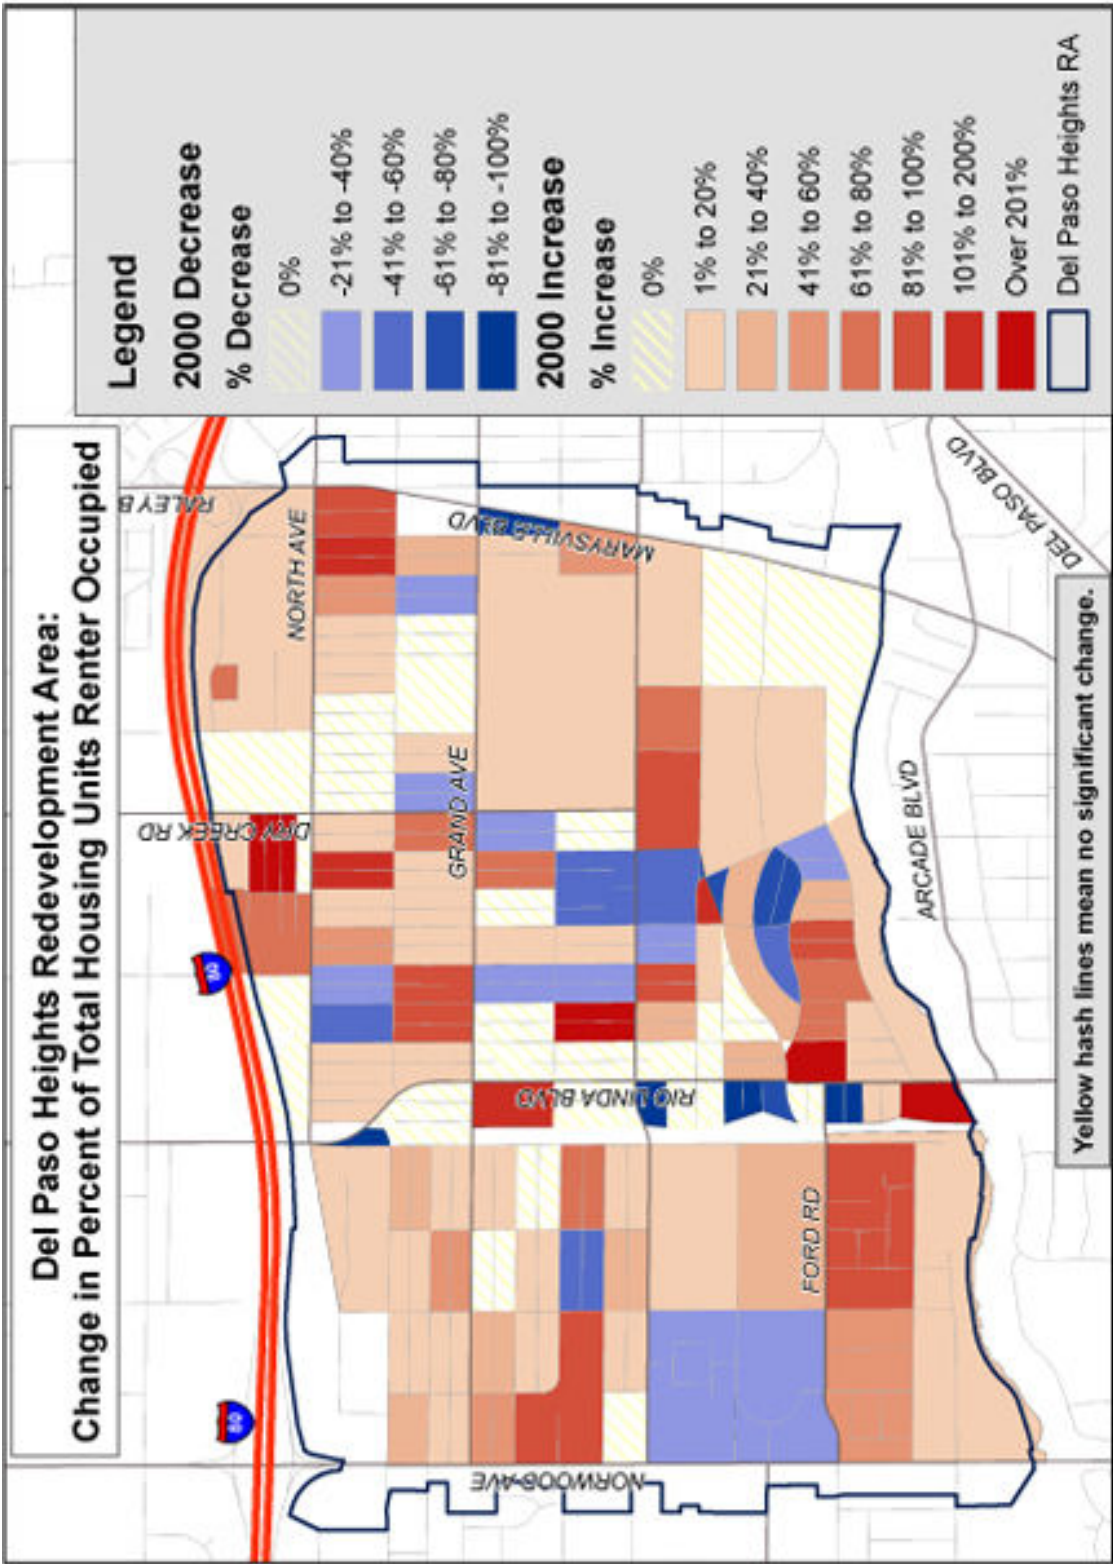 Del Paso Heights Redevelopment Area:
Change in Percent of Total Housing Units Renter Occupied
Legend
2000 Decrease
% Decrease
0%
-21% to -40%
-41% to -60%
-61% to -80%
-81% to -100%
2000 Increase
% Increase
0%
1% to 20%
21% to 40%
41% to 60%
61% to 80%
81% to 100%
101% to 200%
Over 201%
Del Paso Heights RA
80
80
RALEY B
NORTH AVE
DRY CREEK RD
MARYSVILLE BLVD
GRAND AVE
RIO LINDA BLVD
NORWOOD AVE
FORD RD
ARCADE BLVD
DEL PASO BLVD
Yellow hash lines mean no significant change.